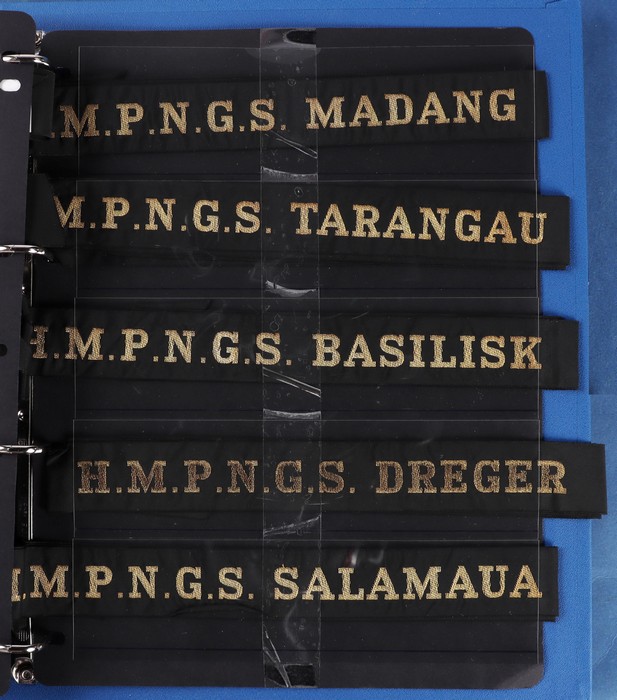 .M.P.N.G.S. MADANG
M.P.N.G.S. TARANGAU
H.M.P.N.G.S. BASILISK
H.M.P.N.G.S. DREGER
.M.P.N.G.S. SALAMAUA